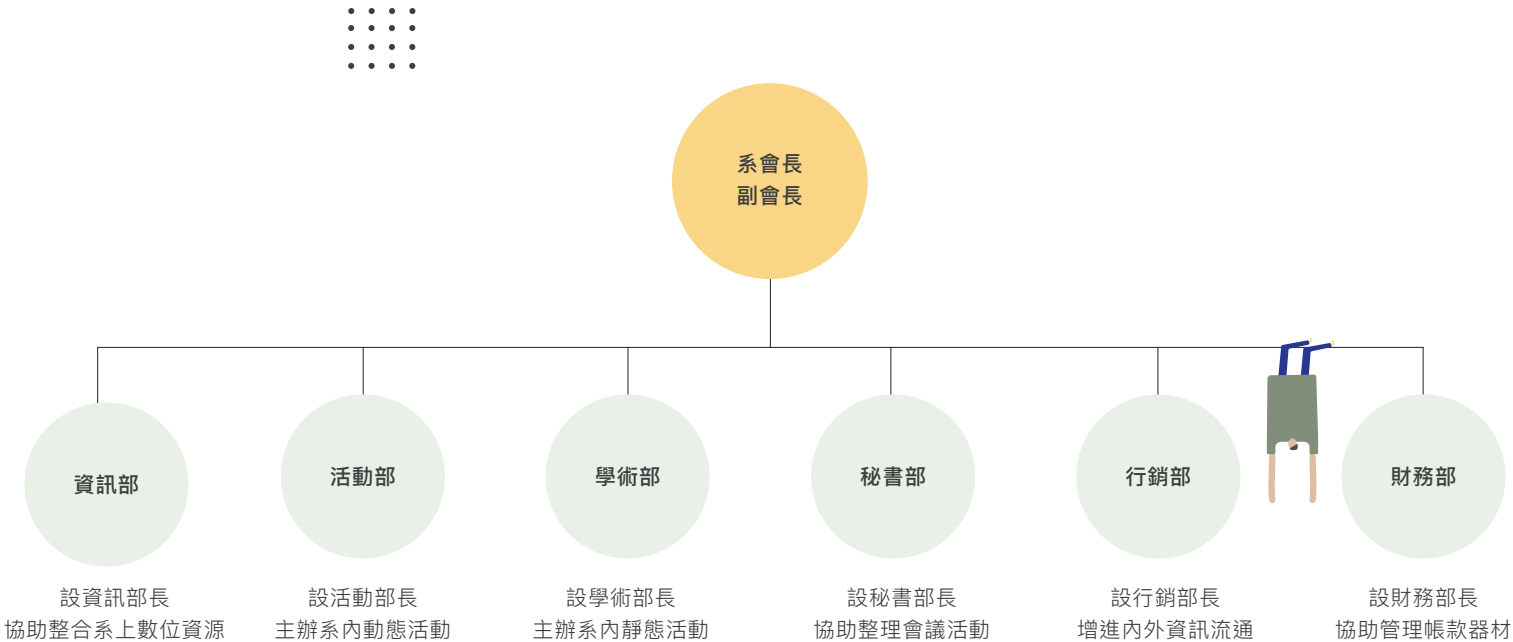 系會長
副會長
資訊部
活動部
學術部
秘書部
行銷部
財務部
設資訊部長
協助整合系上數位資源
設活動部長
主辦系內動態活動
設學術部長
主辦系內靜態活動
設秘書部長
協助整理會議活動
設行銷部長
增進內外資訊流通
設財務部長
協助管理帳款器材